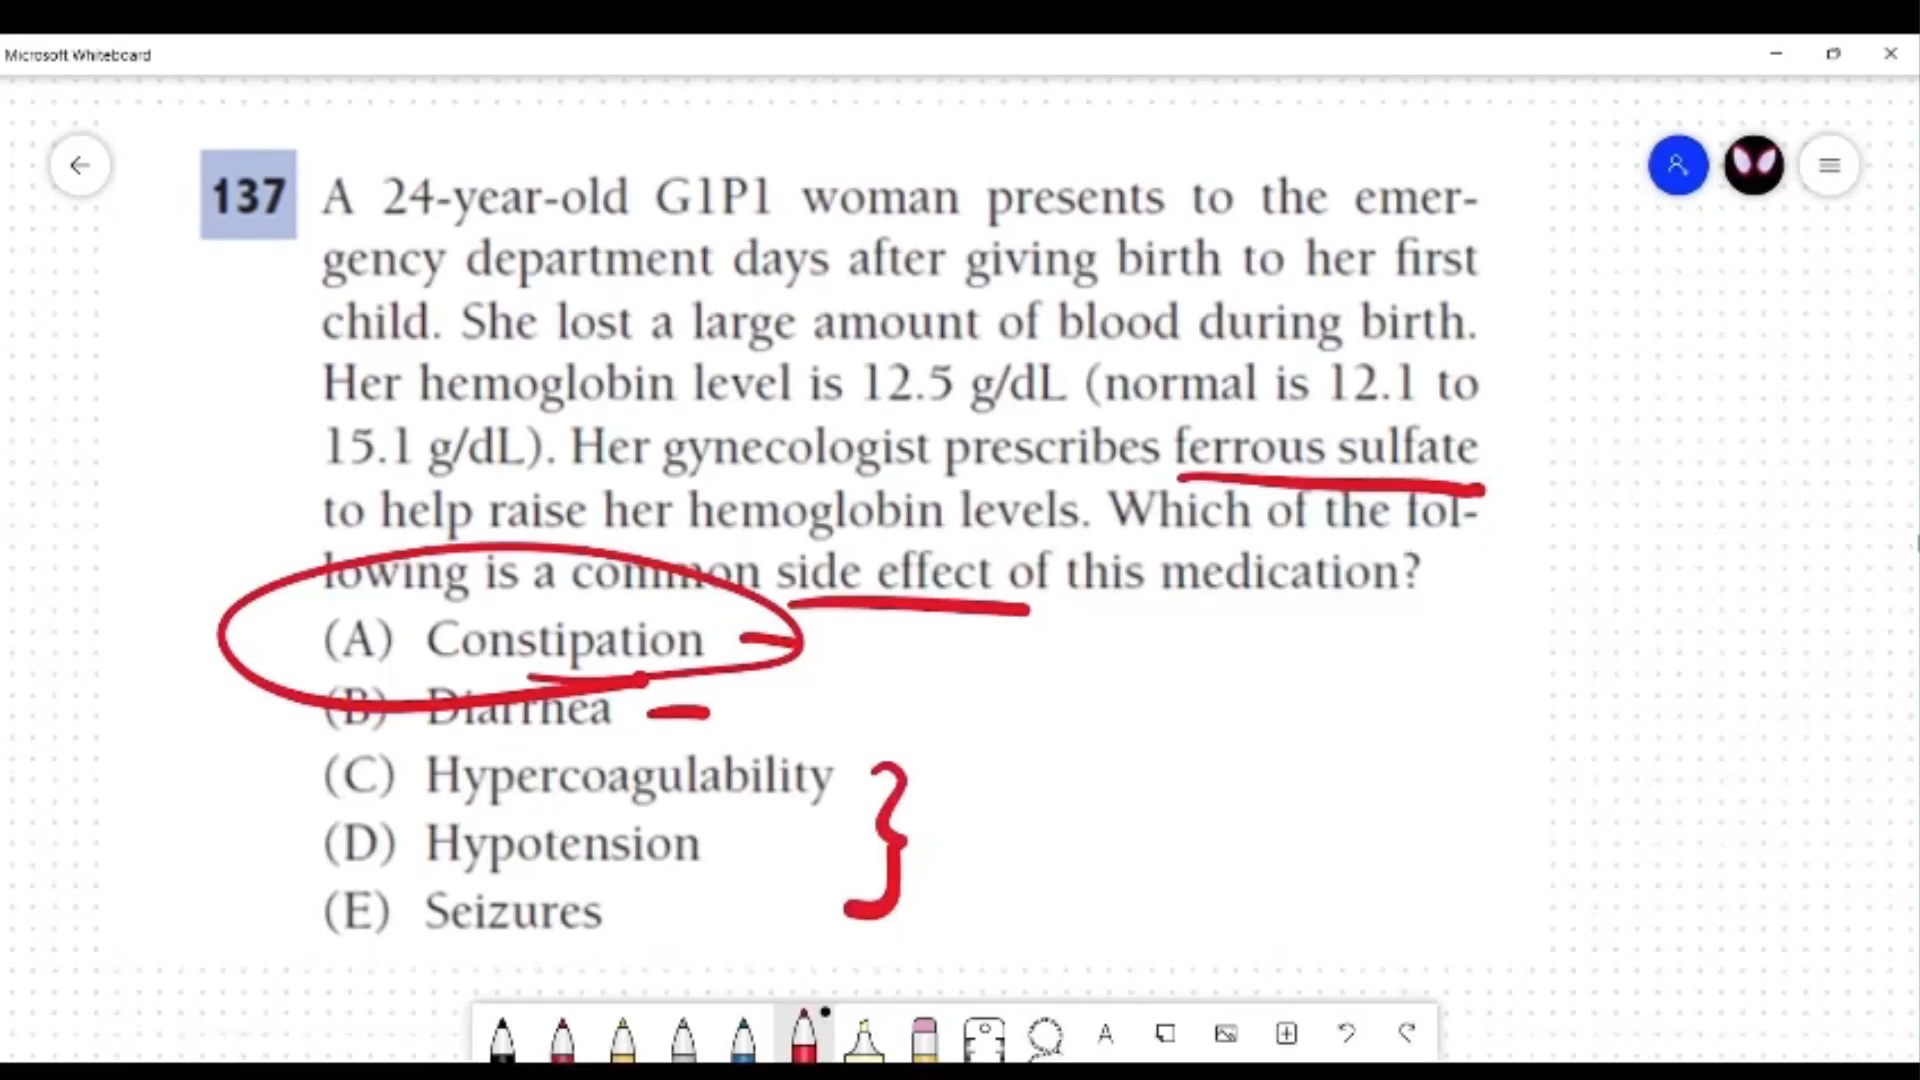 Microsoft Whiteboard
137 A 24-year-old G1P1 woman presents to the emer-
gency department days after giving birth to her first
child. She lost a large amount of blood during birth.
Her hemoglobin level is 12.5 g/dL (normal is 12.1 to
15.1 g/dL). Her gynecologist prescribes ferrous sulfate
to help raise her hemoglobin levels. Which of the fol-
lowing is a common side effect of this medication?
(A) Constipation
(B) Diarrhea
(C) Hypercoagulability
(D) Hypotension
(E) Seizures
A